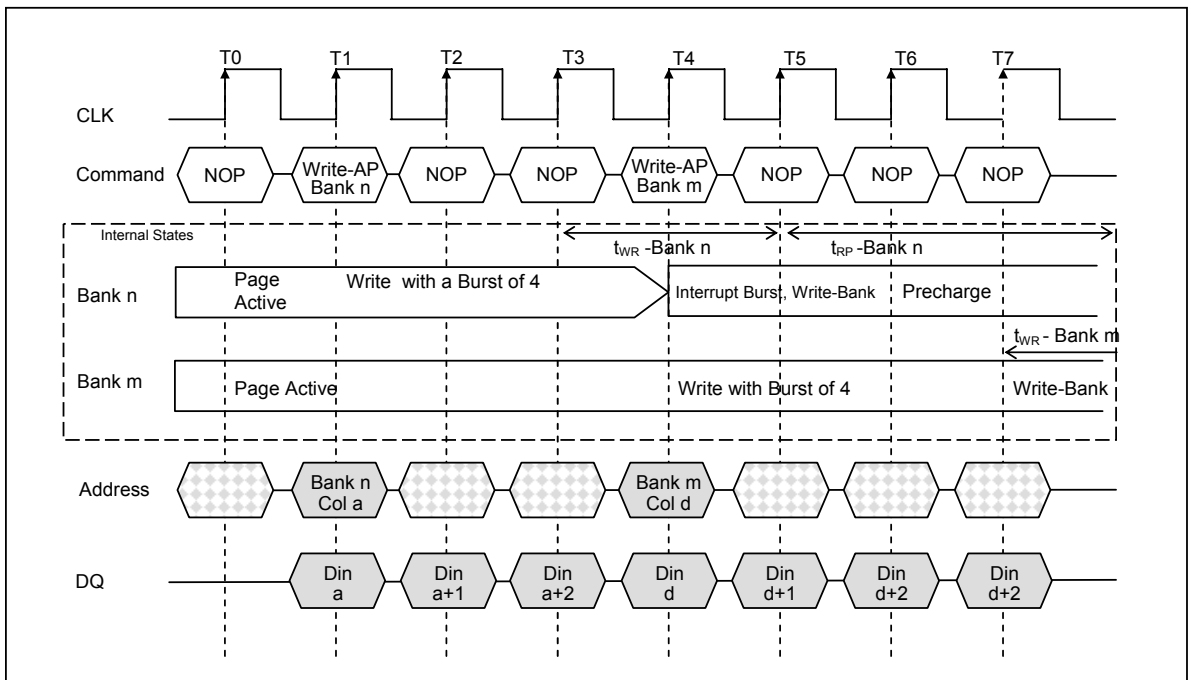 T0 T1 T2 T3 T4 T5 T6 T7
CLK
Command
NOP
Write-AP
Bank n
NOP
NOP
Write-AP
Bank m
NOP
NOP
NOP
Internal States
tWR -Bank n
tRP -Bank n
Bank n
Page
Active
Write with a Burst of 4
Interrupt Burst, Write-Bank
Precharge
tWR - Bank m
Bank m
Page Active
Write with Burst of 4
Write-Bank
Address
Bank n
Col a
Bank m
Col d
DQ
Din
a
Din
a+1
Din
a+2
Din
d
Din
d+1
Din
d+2
Din
d+2